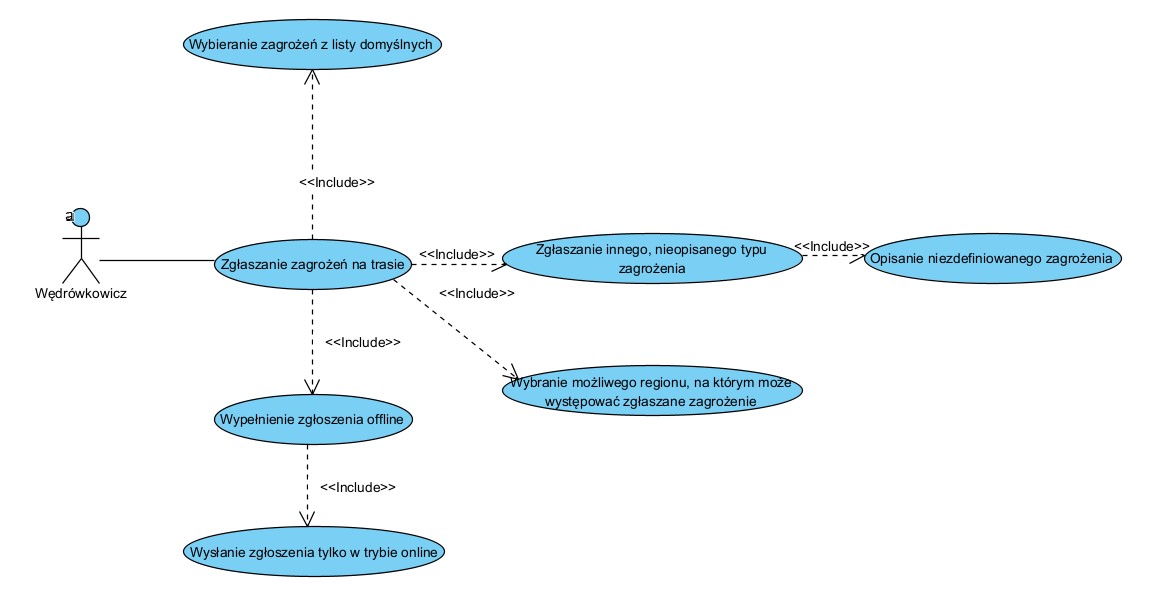 Wybieranie zagrożeń z listy domyślnych
<<Include>>
a
Wędrówkowicz
Zgłaszanie zagrożeń na trasie
<<Include>>
Zgłaszanie innego, nieopisanego typu
zagrożenia
<<Include>>
Opisanie niezdefiniowanego zagrożenia
<<Include>>
<<Include>>
Wybranie możliwego regionu, na którym może
występować zgłaszane zagrożenie
Wypełnienie zgłoszenia offline
<<Include>>
Wysłanie zgłoszenia tylko w trybie online